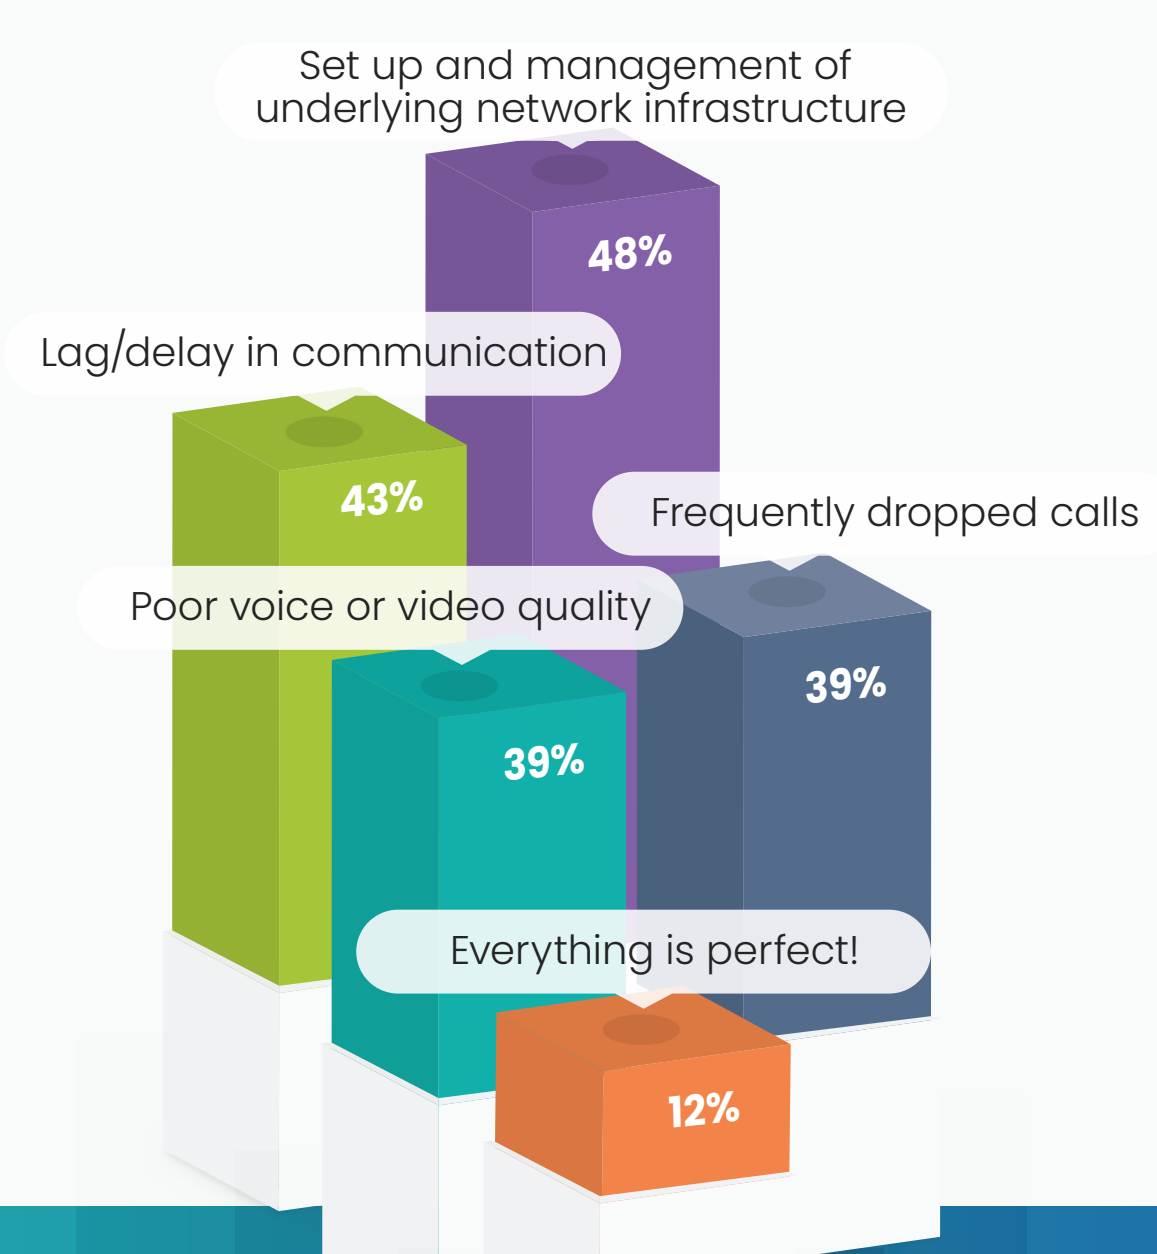 Set up and management of
underlying network infrastructure
48%
Lag/delay in communication
43%
Frequently dropped calls
39%
Poor voice or video quality
39%
Everything is perfect!
12%